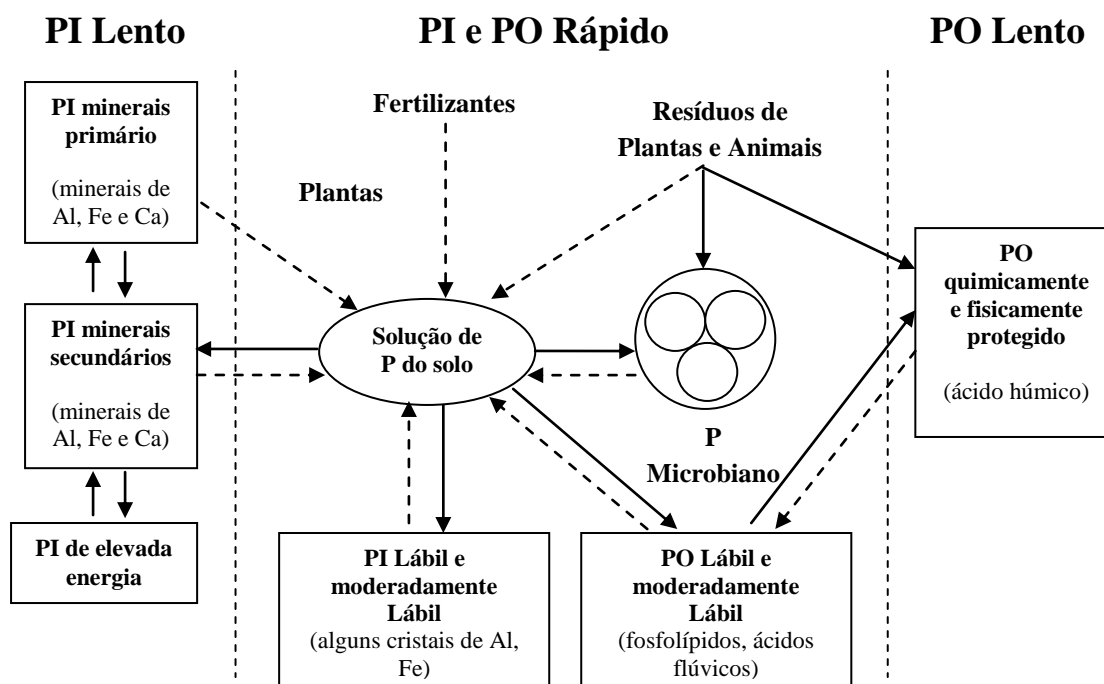 PI Lento
PI e PO Rápido
PO Lento
PI minerais
primário
(minerais de
Al, Fe e Ca)
Fertilizantes
Resíduos de
Plantas e Animais
Plantas
PI minerais
secundários
(minerais de
Al, Fe e Ca)
Solução de
P do solo
P
Microbiano
PO
quimicamente
e fisicamente
protegido
(ácido húmico)
PI de elevada
energia
PI Lábil e
moderadamente
Lábil
(alguns cristais de Al,
Fe)
PO Lábil e
moderadamente
Lábil
(fosfolípidos, ácidos
flúvicos)